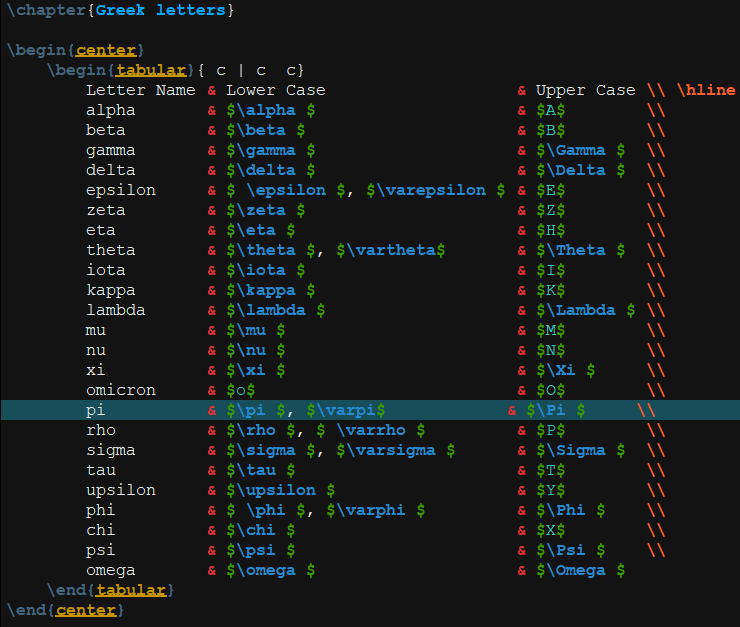 \chapter{Greek letters}

\begin{center}
    \begin{tabular}{ c | c  c}
        Letter Name & Lower Case                   & Upper Case \\ \hline
        alpha       & $\alpha $                    & $A$        \\
        beta        & $\beta $                     & $B$        \\
        gamma       & $\gamma $                    & $\Gamma $  \\
        delta       & $\delta $                    & $\Delta $  \\
        epsilon     & $ \epsilon $, $\varepsilon $ & $E$        \\
        zeta        & $\zeta $                     & $Z$        \\
        eta         & $\eta $                      & $H$        \\
        theta       & $\theta $, $\vartheta$       & $\Theta $  \\
        iota        & $\iota $                     & $I$        \\
        kappa       & $\kappa $                    & $K$        \\
        lambda      & $\lambda $                   & $\Lambda $ \\
        mu          & $\mu $                       & $M$        \\
        nu          & $\nu $                       & $N$        \\
        xi          & $\xi $                       & $\Xi $     \\
        omicron     & $o$                          & $O$        \\
        pi          & $\pi $, $\varpi$            & $\Pi $     \\
        rho         & $\rho $, $ \varrho $         & $P$        \\
        sigma       & $\sigma $, $\varsigma $      & $\Sigma $  \\
        tau         & $\tau $                      & $T$        \\
        upsilon     & $\upsilon $                  & $Y$        \\
        phi         & $ \phi $, $\varphi $         & $\Phi $    \\
        chi         & $\chi $                      & $X$        \\
        psi         & $\psi $                      & $\Psi $    \\
        omega       & $\omega $                    & $\Omega $
    \end{tabular}
\end{center}